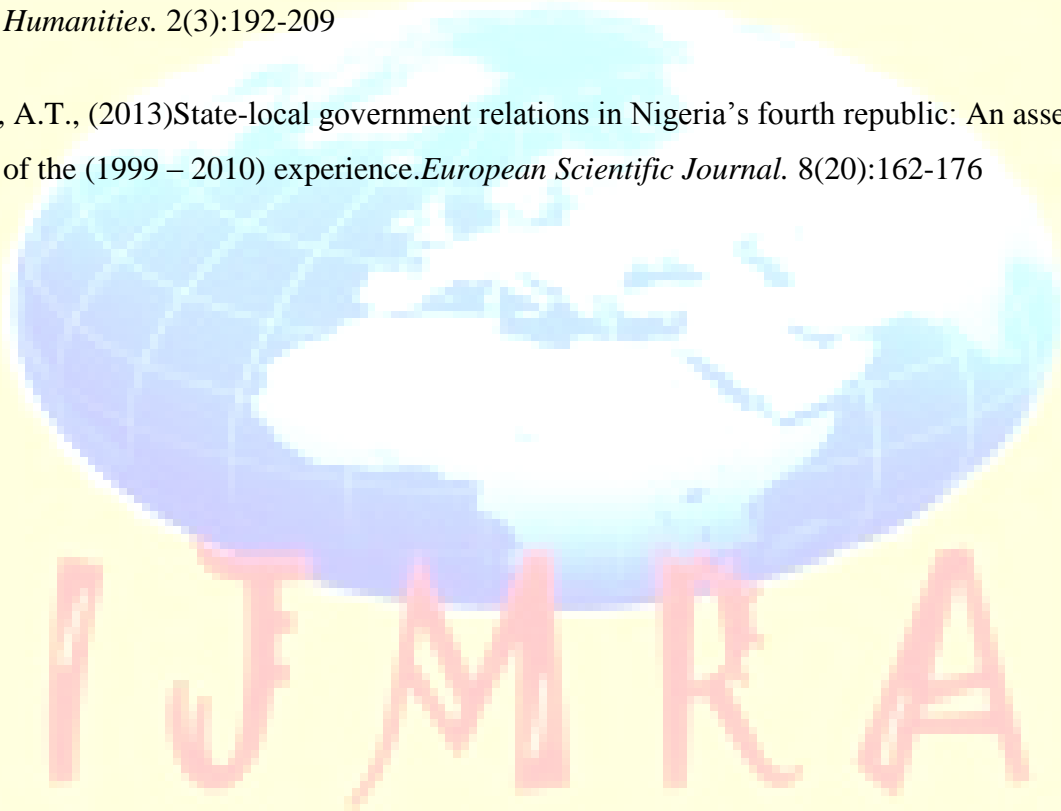 Humanities. 2(3):192-209
, A.T., (2013)State-local government relations in Nigeria’s fourth republic: An asse
of the (1999 – 2010) experience.European Scientific Journal. 8(20):162-176
IJMRA